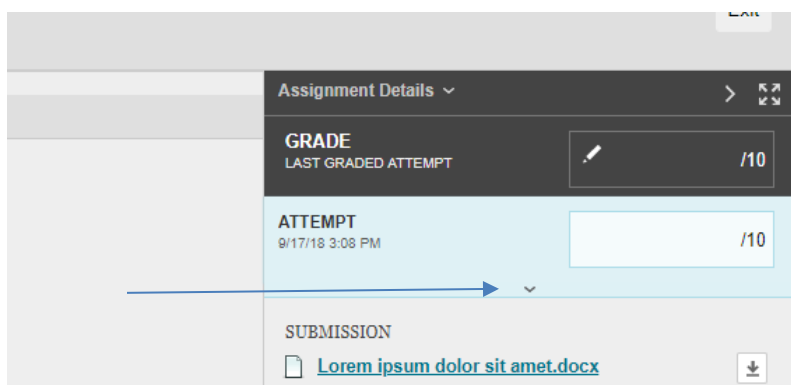 Exit
Assignment Details
GRADE
LAST GRADED ATTEMPT
/10
ATTEMPT
9/17/18 3:08 PM
/10
SUBMISSION
Lorem ipsum dolor sit amet.docx